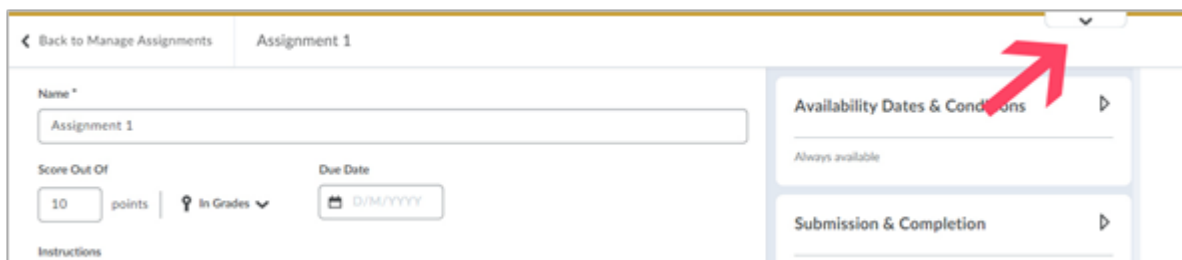 Back to Manage Assignments
Assignment 1
Name *
Assignment 1
Score Out Of
Due Date
10 points
In Grades
D/M/YYYY
Instructions
Availability Dates & Conditions
Always available
Submission & Completion